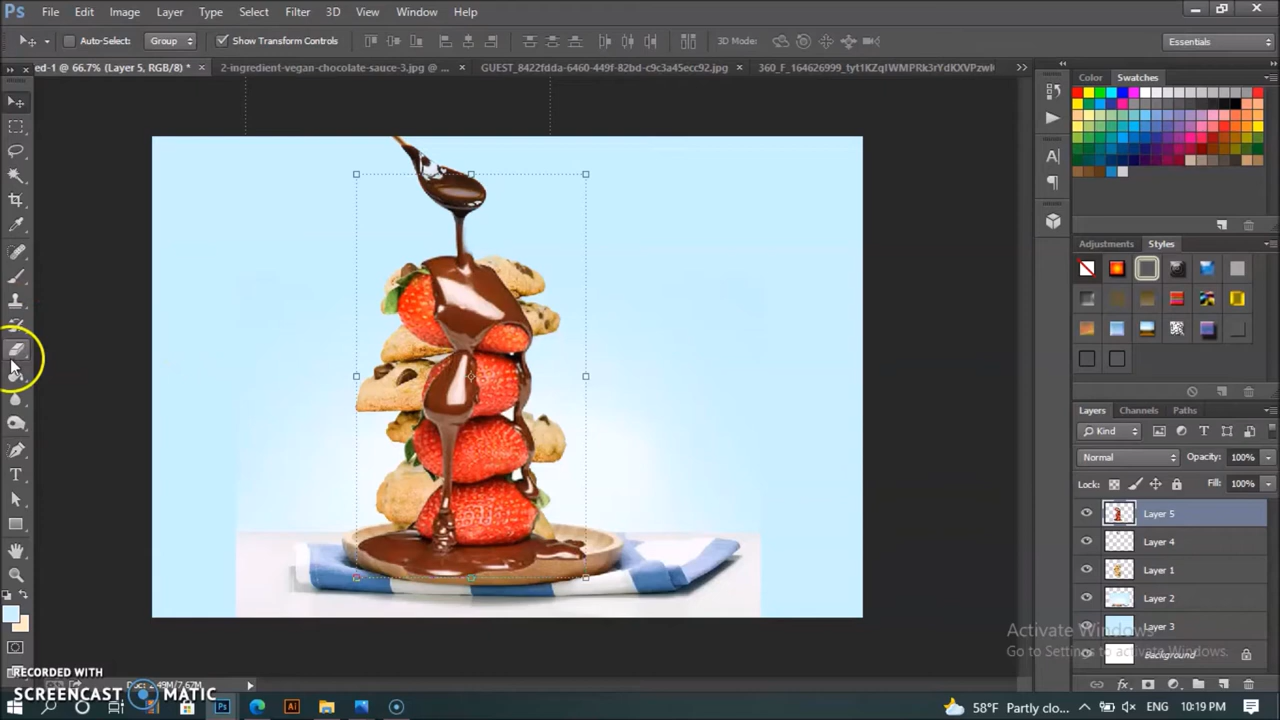 Ps File Edit Image Layer Type Select Filter 3D View Window Help
Auto-Select: Group Show Transform Controls 3D Mode: Essentials
ed-1 @ 66.7% (Layer 5, RGB/8) * × 2-ingredient-vegan-chocolate-sauce-3.jpg @ ... × GUEST_8422fdda-6460-449f-82bd-c9c3a45ecc92.jpg ×
Color Swatches
Adjustments Styles
Layers Channels Paths
Kind
Normal Opacity: 100%
Lock: Fill: 100%
Layer 5
Layer 4
Layer 1
Layer 2
Layer 3
Background
Activate Windows
Go to Settings to activate Windows.
RECORDED WITH
SCREENCAST MATIC
58°F Partly clo... ENG 10:19 PM